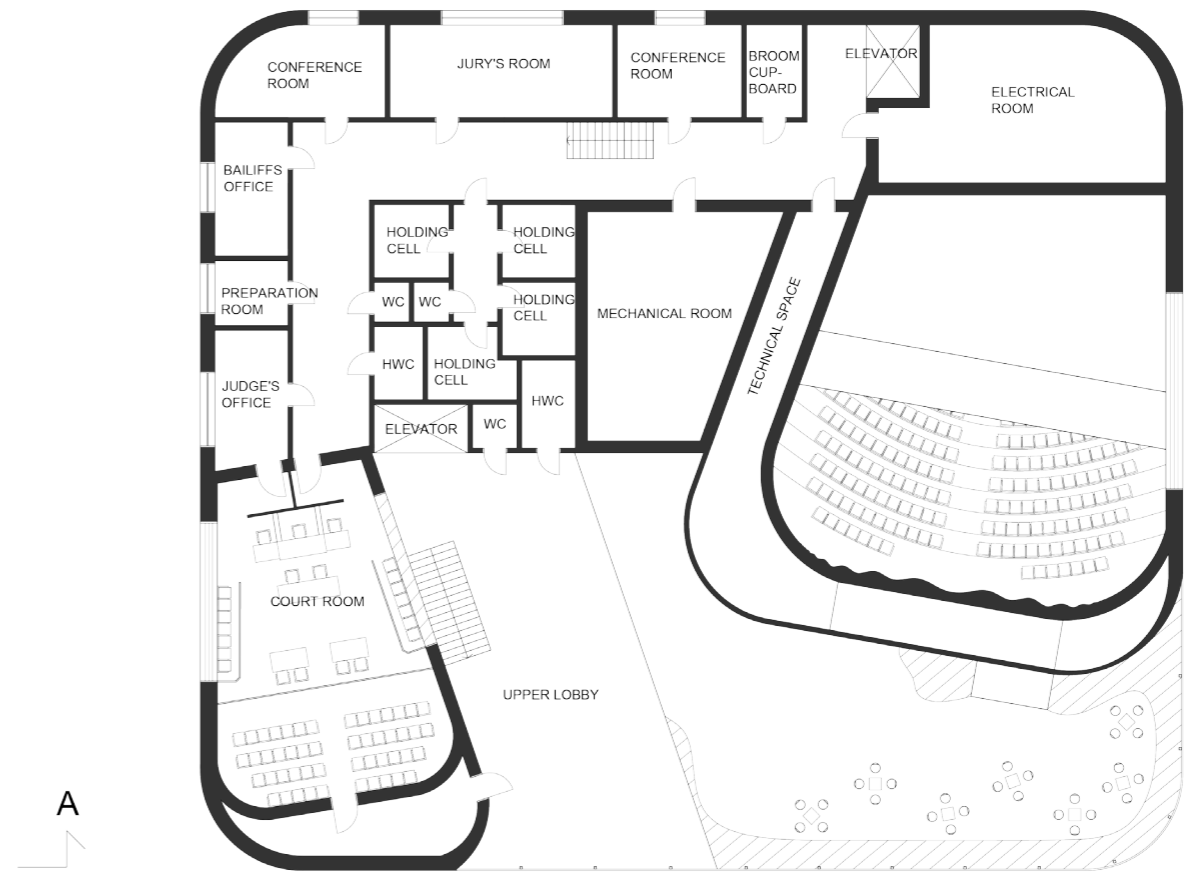 CONFERENCE
ROOM
JURY'S ROOM
CONFERENCE
ROOM
BROOM
CUP-
BOARD
ELEVATOR
ELECTRICAL
ROOM
BAILIFFS
OFFICE
HOLDING
CELL
HOLDING
CELL
PREPARATION
ROOM
WC
WC
HOLDING
CELL
MECHANICAL ROOM
TECHNICAL SPACE
JUDGE'S
OFFICE
HWC
HOLDING
CELL
HWC
ELEVATOR
WC
COURT ROOM
UPPER LOBBY
A